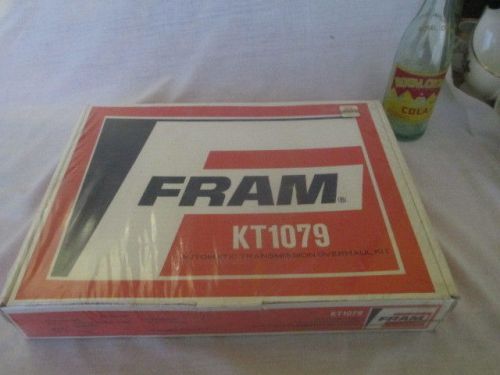 FRAM®
KT1079
AUTOMATIC TRANSMISSION OVERHAUL KIT
KT1079
FRAM
COLA